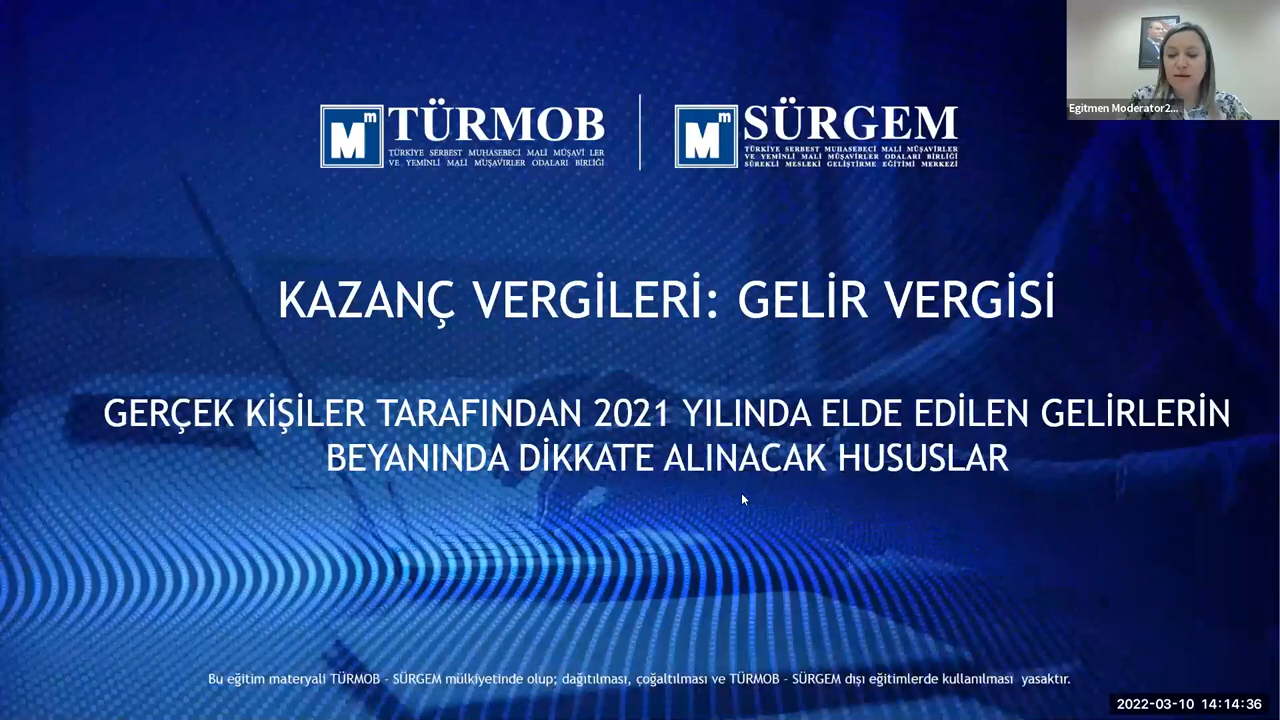 Mm TÜRMOB
TÜRKİYE SERBEST MUHASEBECİ MALİ MÜŞAVİ LER
VE YEMİNLİ MALİ MÜŞAVİRLER ODALARI BİRLİĞİ
Mm SÜRGEM
TÜRKİYE SERBEST MUHASEBECİ MALİ MÜŞAVİRLER
VE YEMİNLİ MALİ MÜŞAVİRLER ODALARI BİRLİĞİ
SÜREKLİ MESLEKİ GELİŞTİRME EĞİTİMİ MERKEZİ
Egitmen Moderator2...
KAZANÇ VERGİLERİ: GELİR VERGİSİ
GERÇEK KİŞİLER TARAFINDAN 2021 YILINDA ELDE EDİLEN GELİRLERİN
BEYANINDA DİKKATE ALINACAK HUSUSLAR
Bu eğitim materyali TÜRMOB - SÜRGEM mülkiyetinde olup; dağıtılması, çoğaltılması ve TÜRMOB - SÜRGEM dışı eğitimlerde kullanılması yasaktır.
2022-03-10 14:14:36